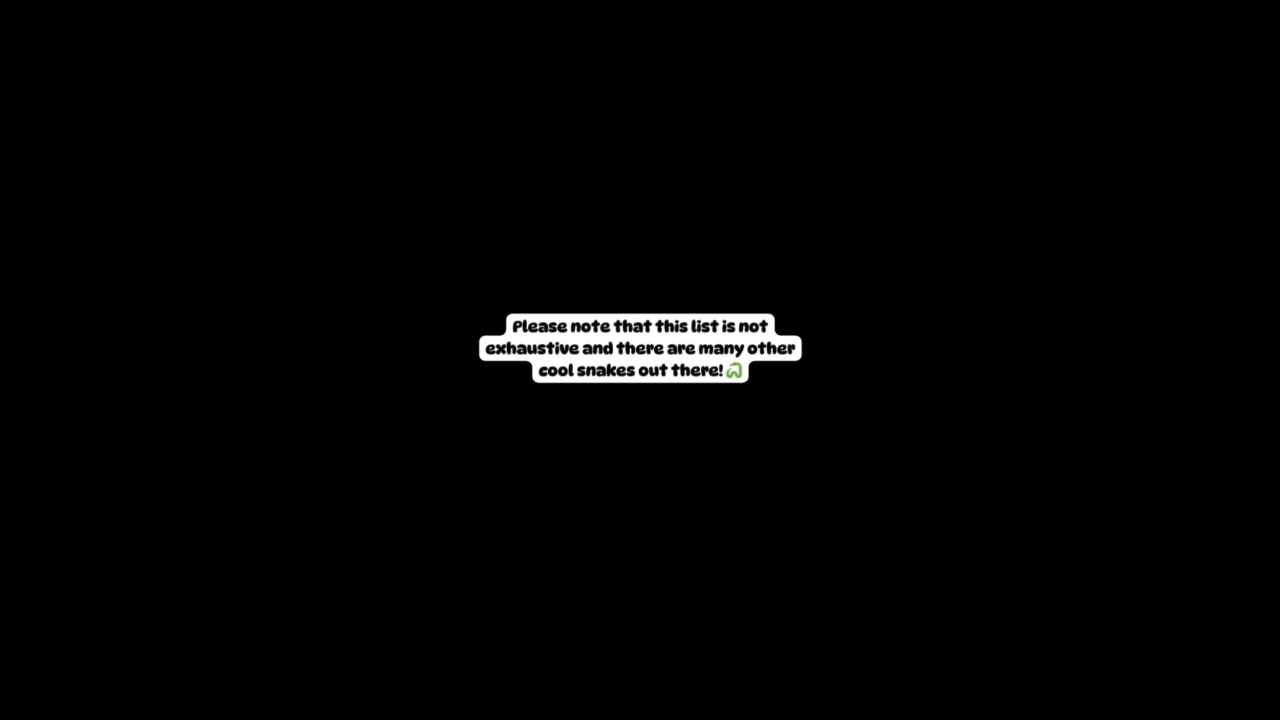 Please note that this list is not
exhaustive and there are many other
cool snakes out there!🐍